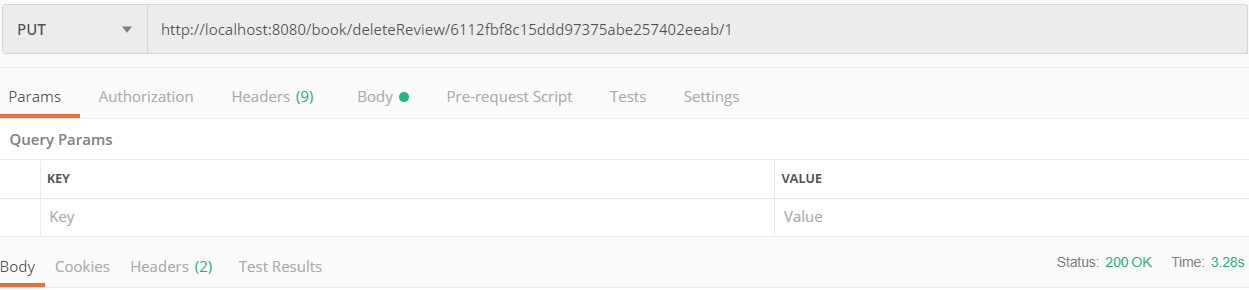 PUT http://localhost:8080/book/deleteReview/6112fbf8c15ddd97375abe257402eeab/1
Params Authorization Headers (9) Body Pre-request Script Tests Settings
Query Params
KEY VALUE
Key Value
Body Cookies Headers (2) Test Results Status: 200 OK Time: 3.28s